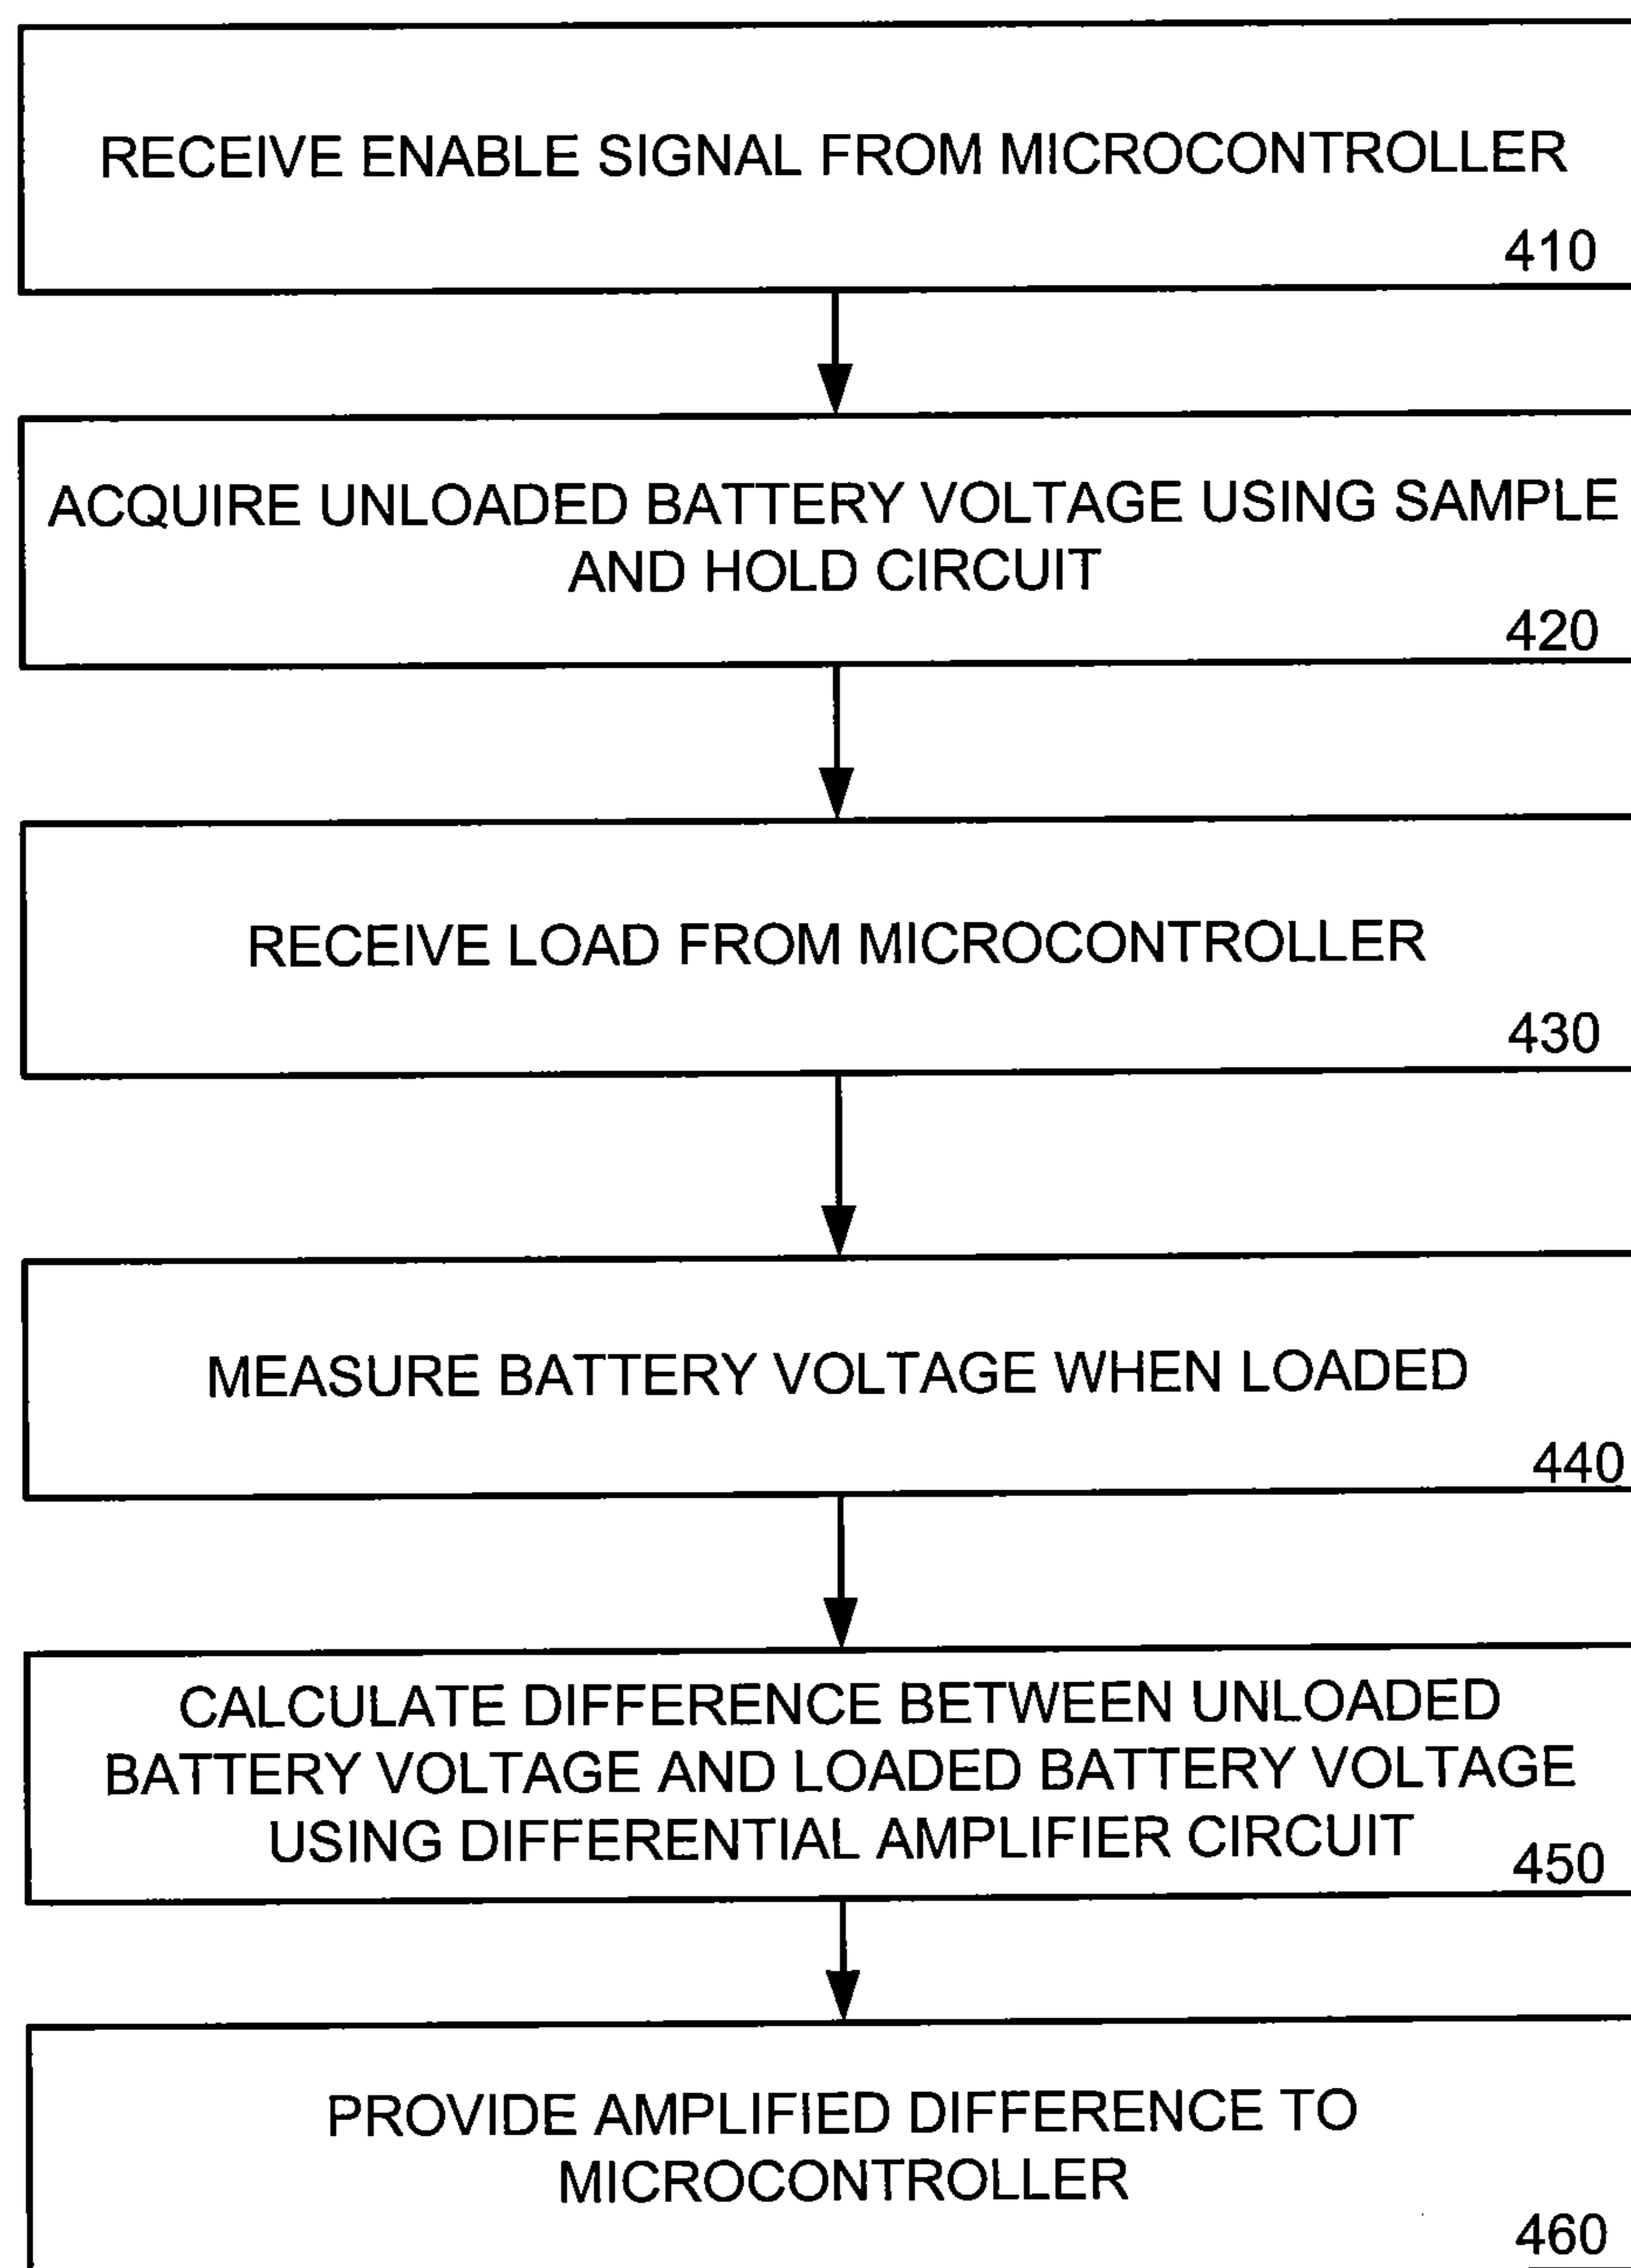 RECEIVE ENABLE SIGNAL FROM MICROCONTROLLER
410
ACQUIRE UNLOADED BATTERY VOLTAGE USING SAMPLE
AND HOLD CIRCUIT
420
RECEIVE LOAD FROM MICROCONTROLLER
430
MEASURE BATTERY VOLTAGE WHEN LOADED
440
CALCULATE DIFFERENCE BETWEEN UNLOADED
BATTERY VOLTAGE AND LOADED BATTERY VOLTAGE
USING DIFFERENTIAL AMPLIFIER CIRCUIT
450
PROVIDE AMPLIFIED DIFFERENCE TO
MICROCONTROLLER
460